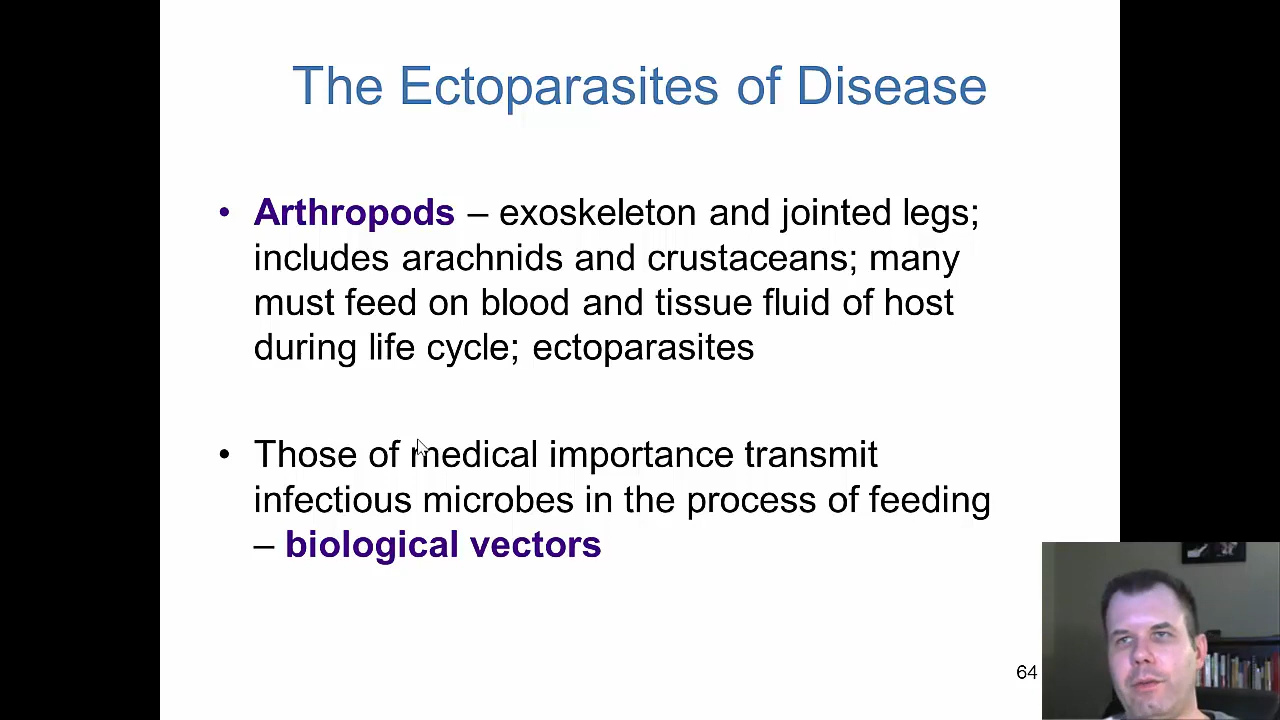 The Ectoparasites of Disease
• Arthropods – exoskeleton and jointed legs;
includes arachnids and crustaceans; many
must feed on blood and tissue fluid of host
during life cycle; ectoparasites
• Those of medical importance transmit
infectious microbes in the process of feeding
– biological vectors
64